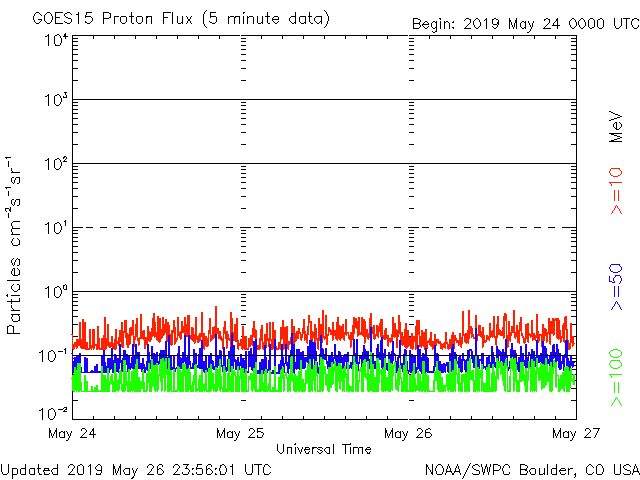 GOES15 Proton Flux (5 minute data)
Begin: 2019 May 24 0000 UTC
10⁴
10³
10²
10¹
10⁰
10⁻¹
10⁻²
Particles cm⁻²s⁻¹sr⁻¹
MeV
>=10
>=50
>=100
May 24
May 25
May 26
May 27
Universal Time
Updated 2019 May 26 23:56:01 UTC
NOAA/SWPC Boulder, CO USA